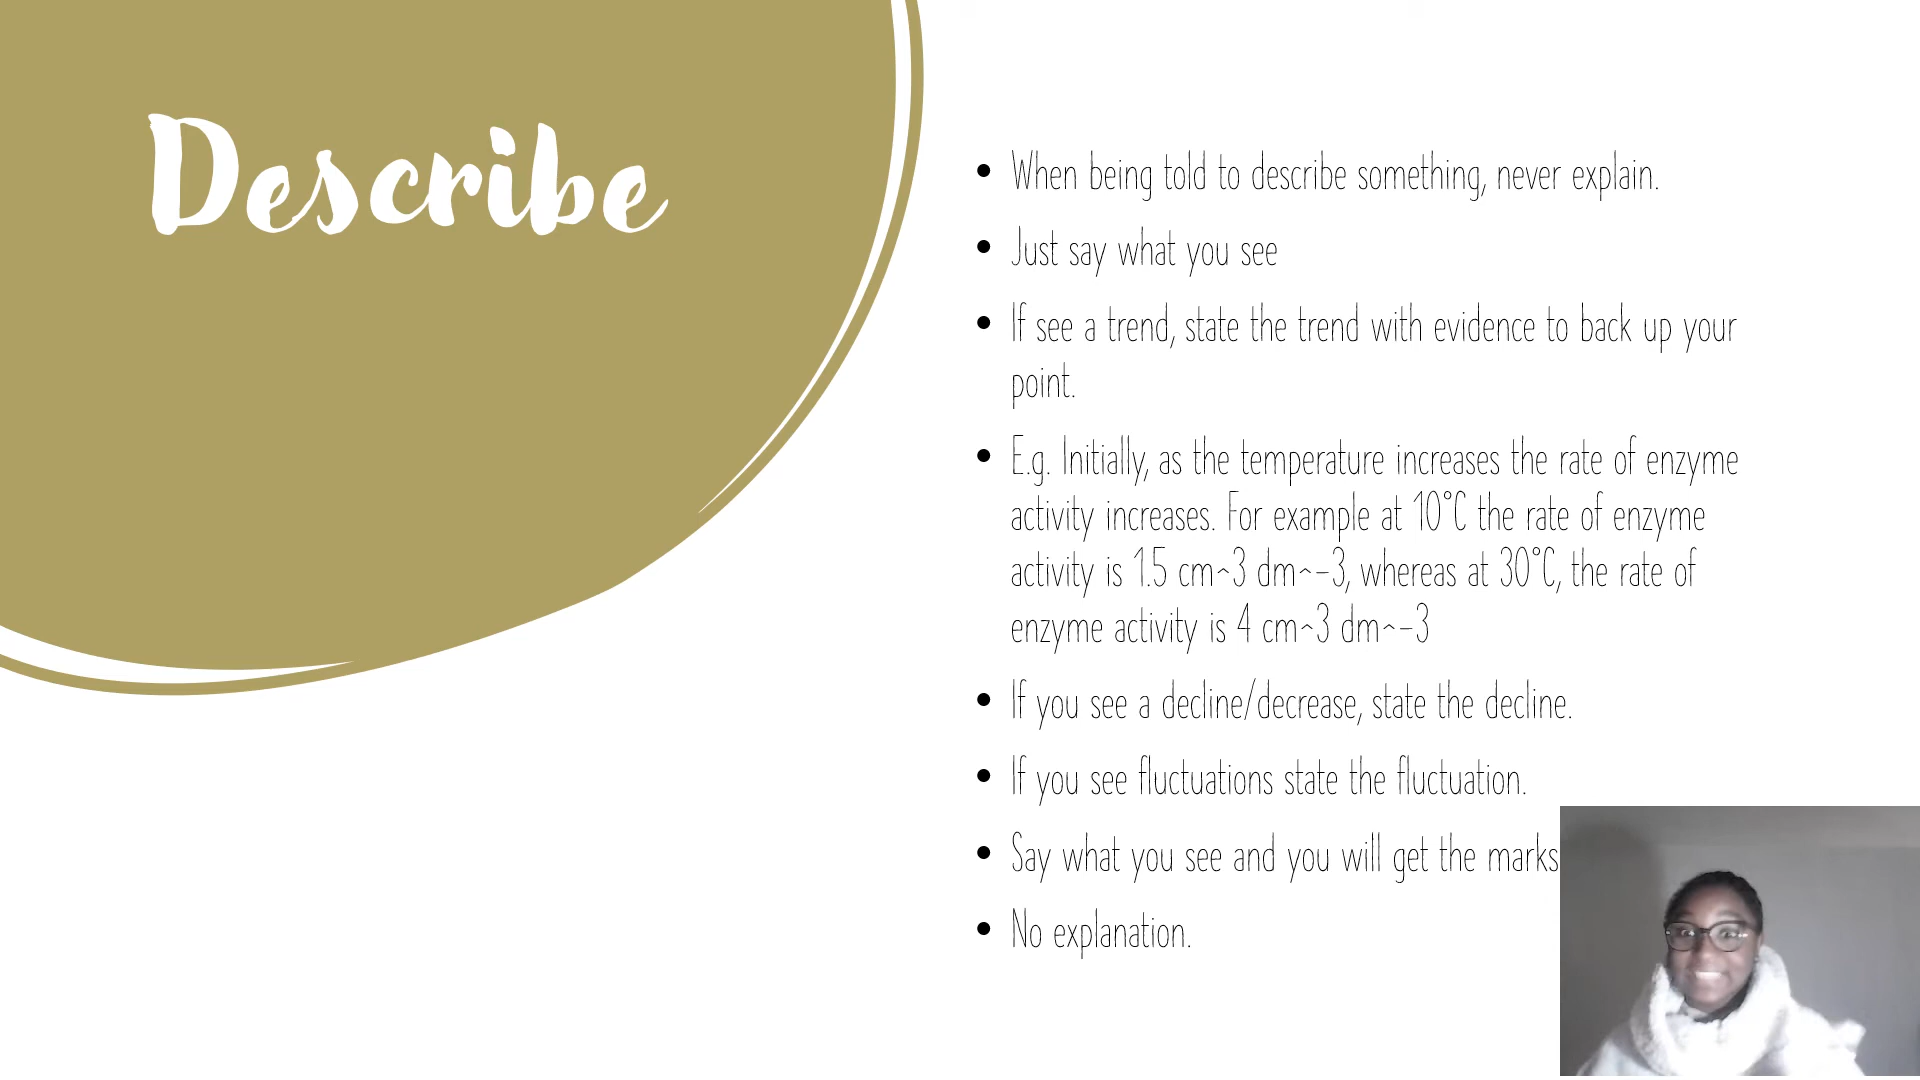 Describe
• When being told to describe something, never explain.
• Just say what you see
• If see a trend, state the trend with evidence to back up your
point.
• E.g. Initially, as the temperature increases the rate of enzyme
activity increases. For example at 10°C the rate of enzyme
activity is 1.5 cm^3 dm^-3, whereas at 30°C, the rate of
enzyme activity is 4 cm^3 dm^-3
• If you see a decline/decrease, state the decline.
• If you see fluctuations state the fluctuation.
• Say what you see and you will get the marks
• No explanation.